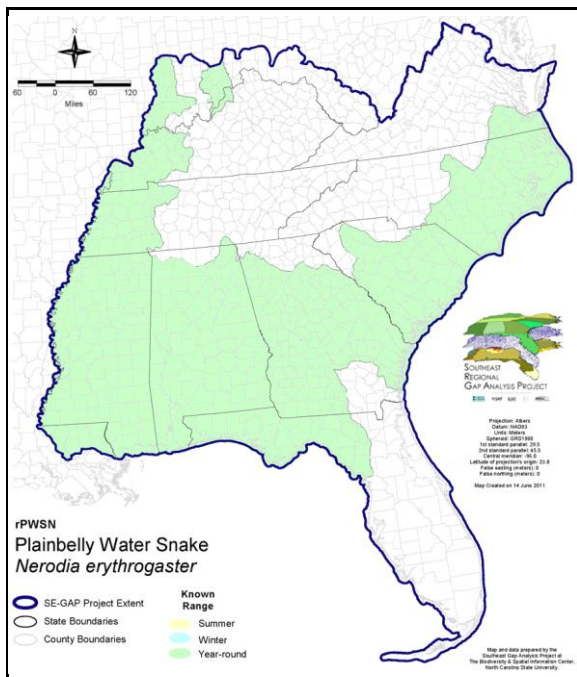 N
60 0 60 120
Miles
SOUTHEAST
REGIONAL
GAP ANALYSIS PROJECT
Projection: Albers
Datum: NAD83
Units: Meters
Spheroid: GRS1980
1st standard parallel: 29.5
2nd standard parallel: 45.5
Central meridian: -96.0
Latitude of projection's origin: 23.0
False easting (meters): 0
False northing (meters): 0
Map Created on 14 June 2011
rPWSN
Plainbelly Water Snake
Nerodia erythrogaster
SE-GAP Project Extent
State Boundaries
County Boundaries
Known
Range
Summer
Winter
Year-round
Map and data prepared by the
Southeast Gap Analysis Project at
The Biodiversity & Spatial Information Center,
North Carolina State University.